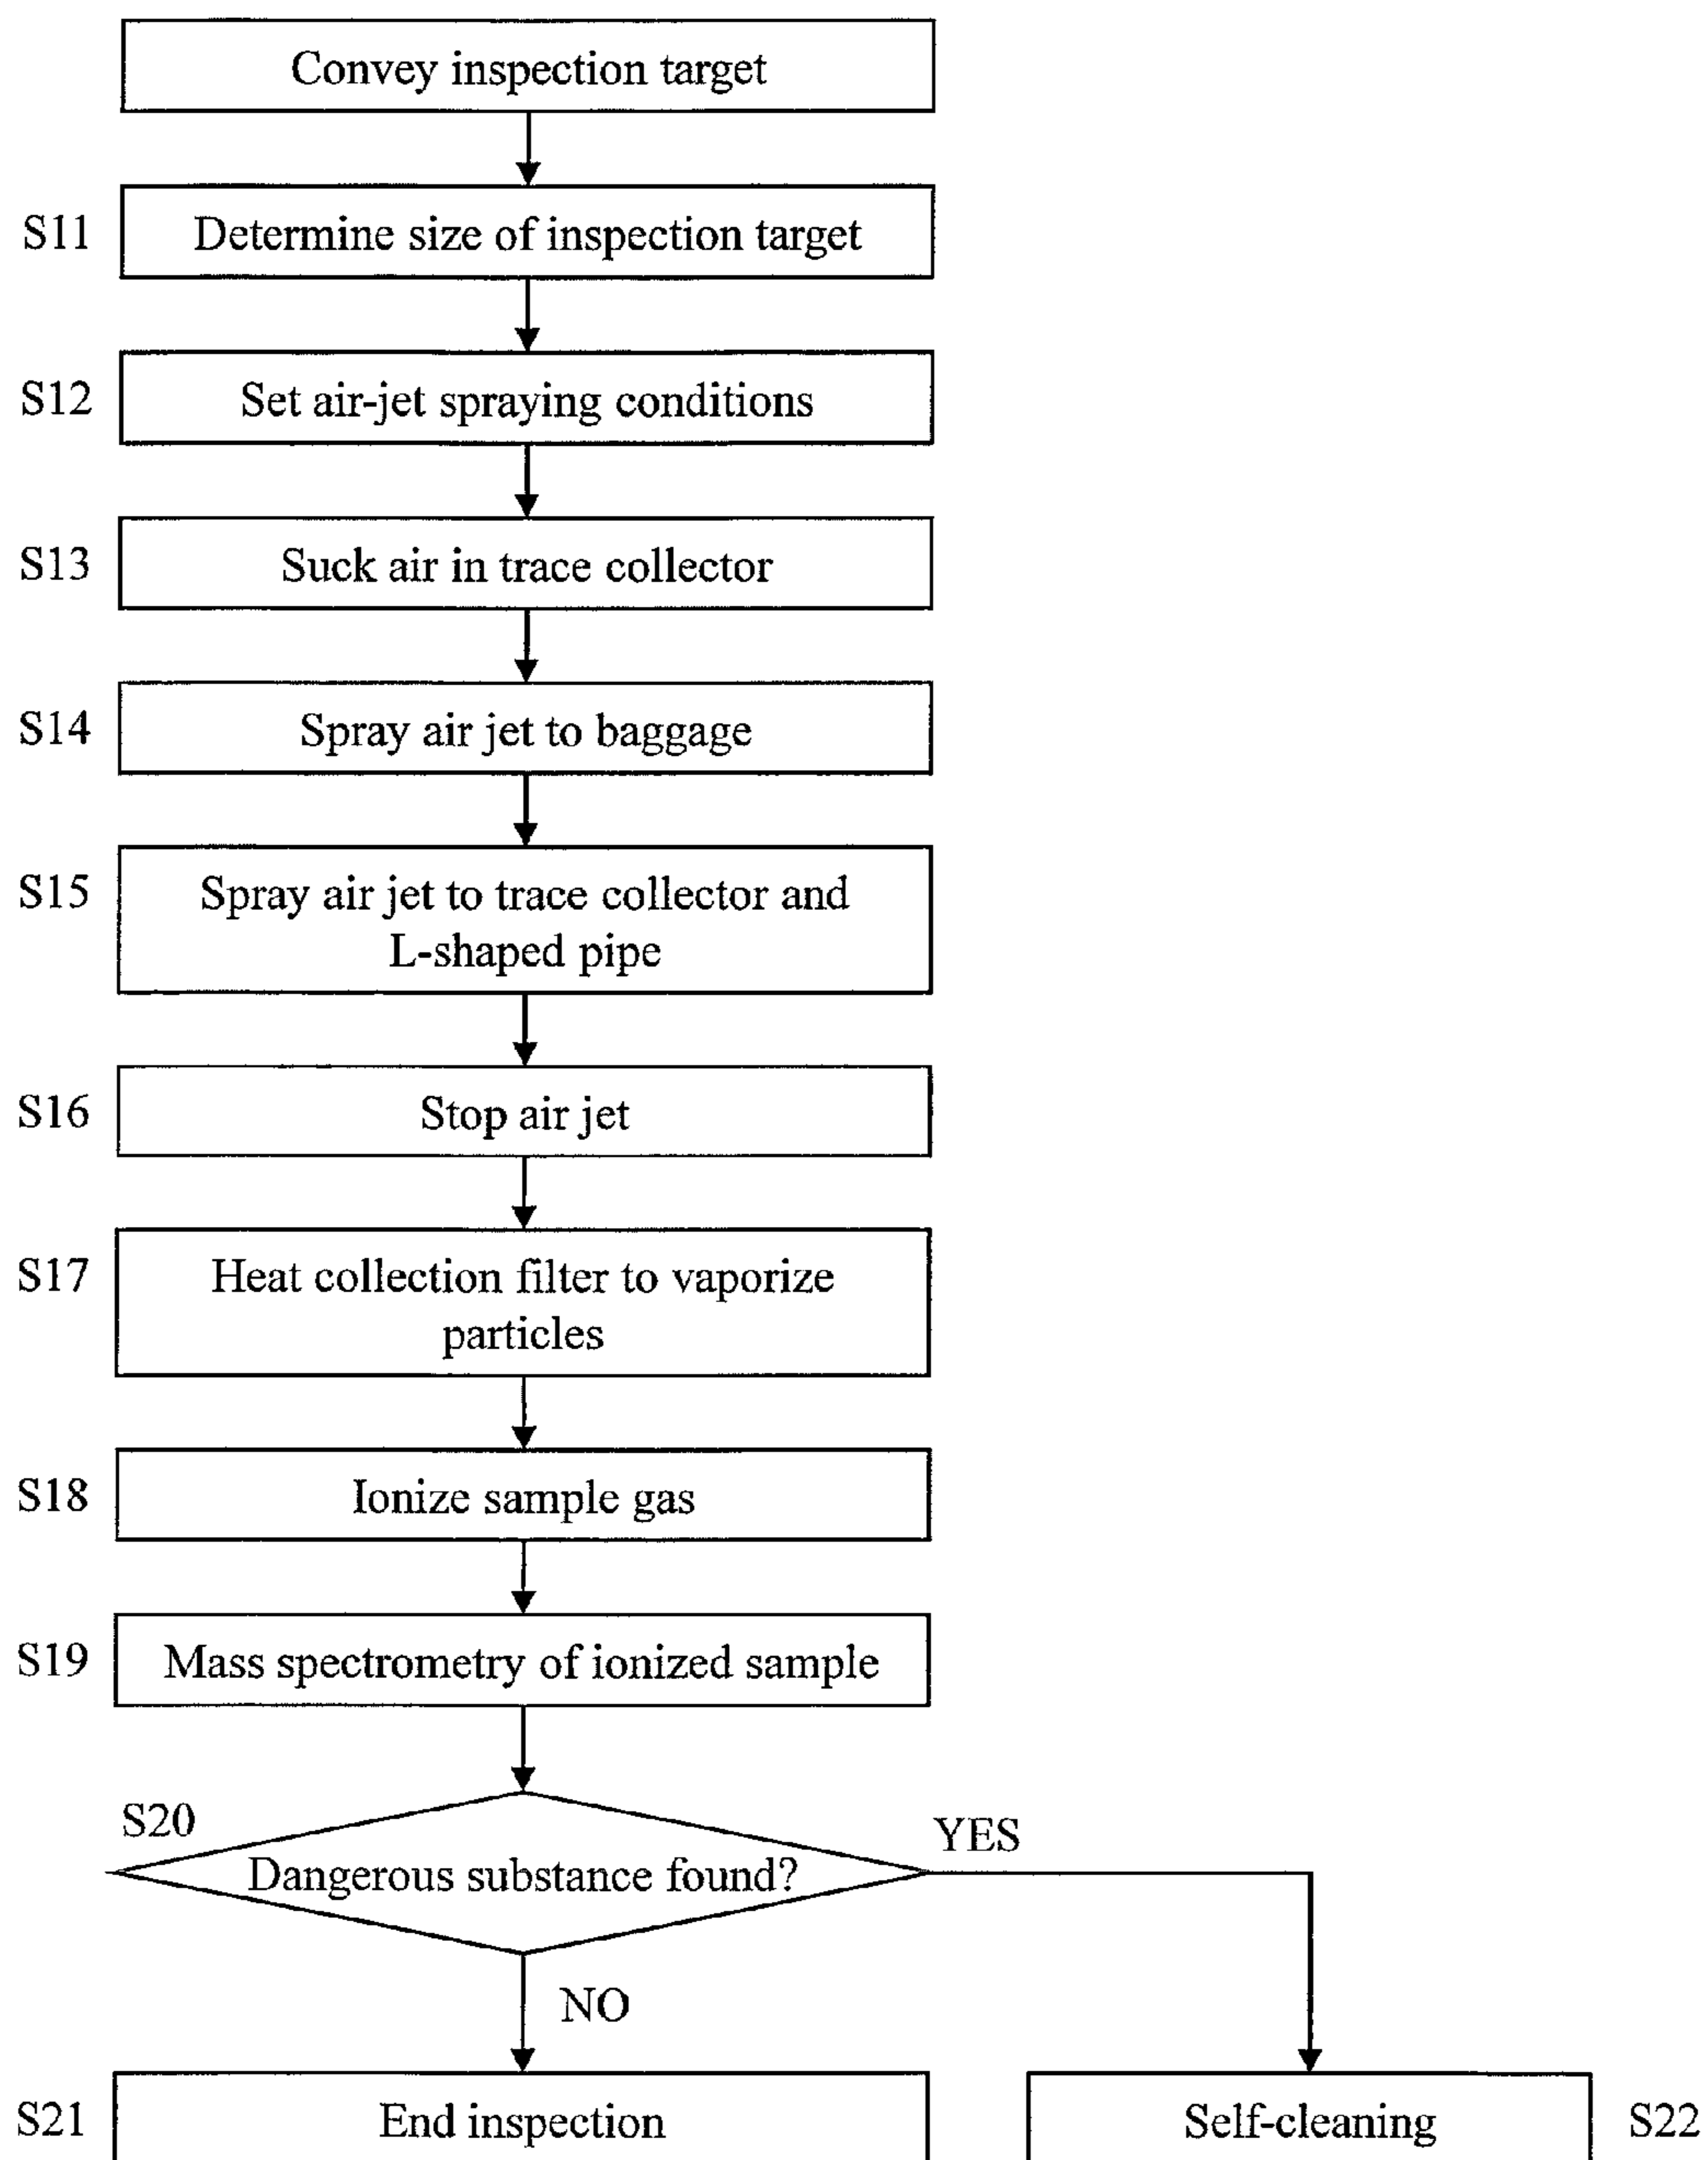 Convey inspection target
S11
Determine size of inspection target
S12
Set air-jet spraying conditions
S13
Suck air in trace collector
S14
Spray air jet to baggage
S15
Spray air jet to trace collector and
L-shaped pipe
S16
Stop air jet
S17
Heat collection filter to vaporize
particles
S18
Ionize sample gas
S19
Mass spectrometry of ionized sample
S20
YES
Dangerous substance found?
NO
S21
End inspection
Self-cleaning
S22